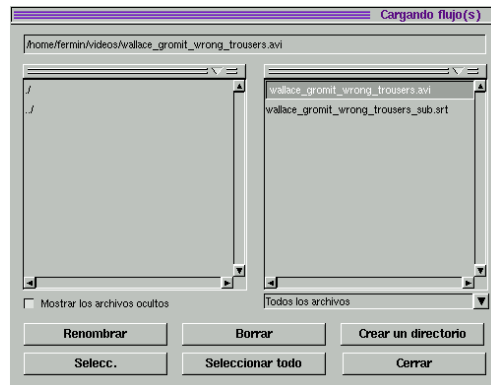 Cargando flujo(s)
/home/fermin/videos/wallace_gromit_wrong_trousers.avi
./
../
wallace_gromit_wrong_trousers.avi
wallace_gromit_wrong_trousers_sub.srt
Mostrar los archivos ocultos
Todos los archivos
Renombrar
Borrar
Crear un directorio
Selecc.
Seleccionar todo
Cerrar